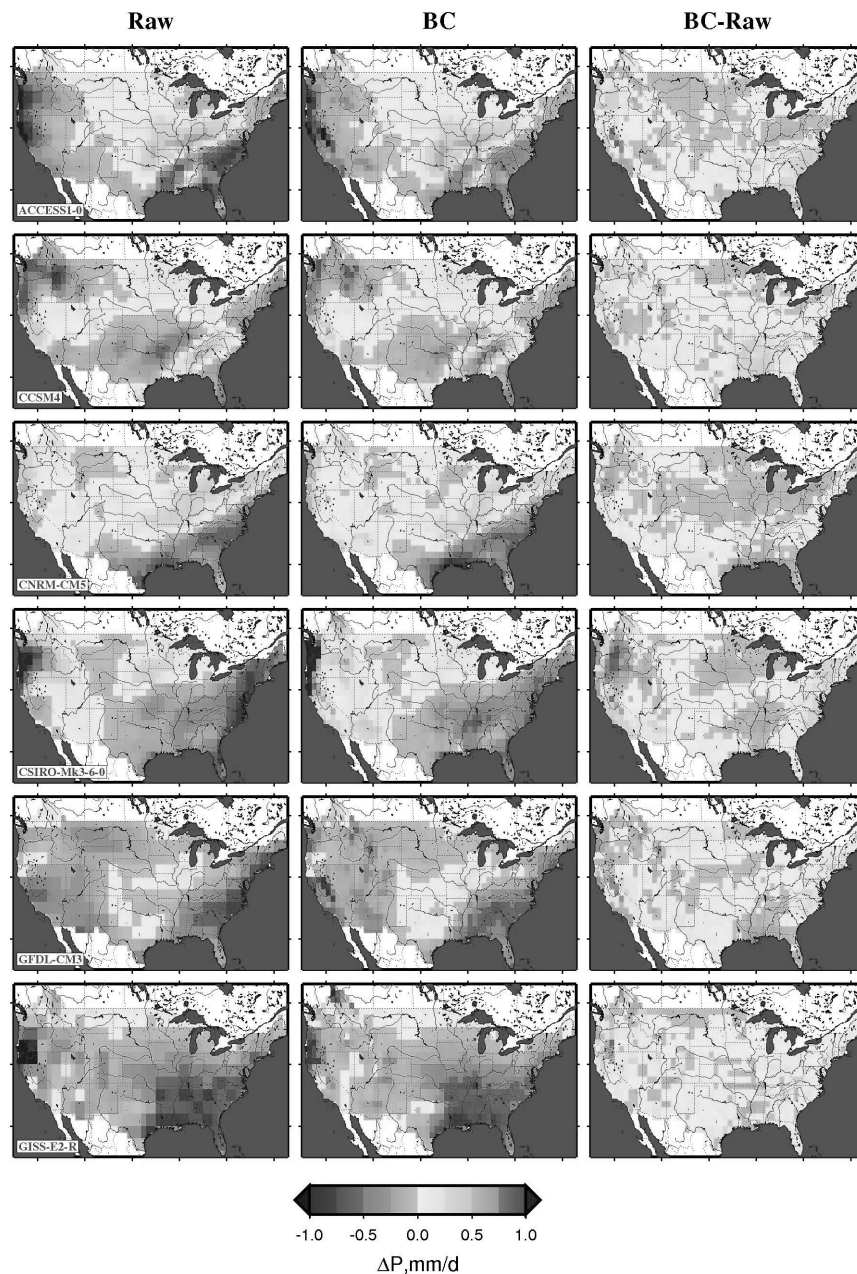 Raw BC BC-Raw
ACCESS1-0
CCSM4
CNRM-CM5
CSIRO-Mk3-6-0
GFDL-CM3
GISS-E2-R
-1.0 -0.5 0.0 0.5 1.0
ΔP,mm/d